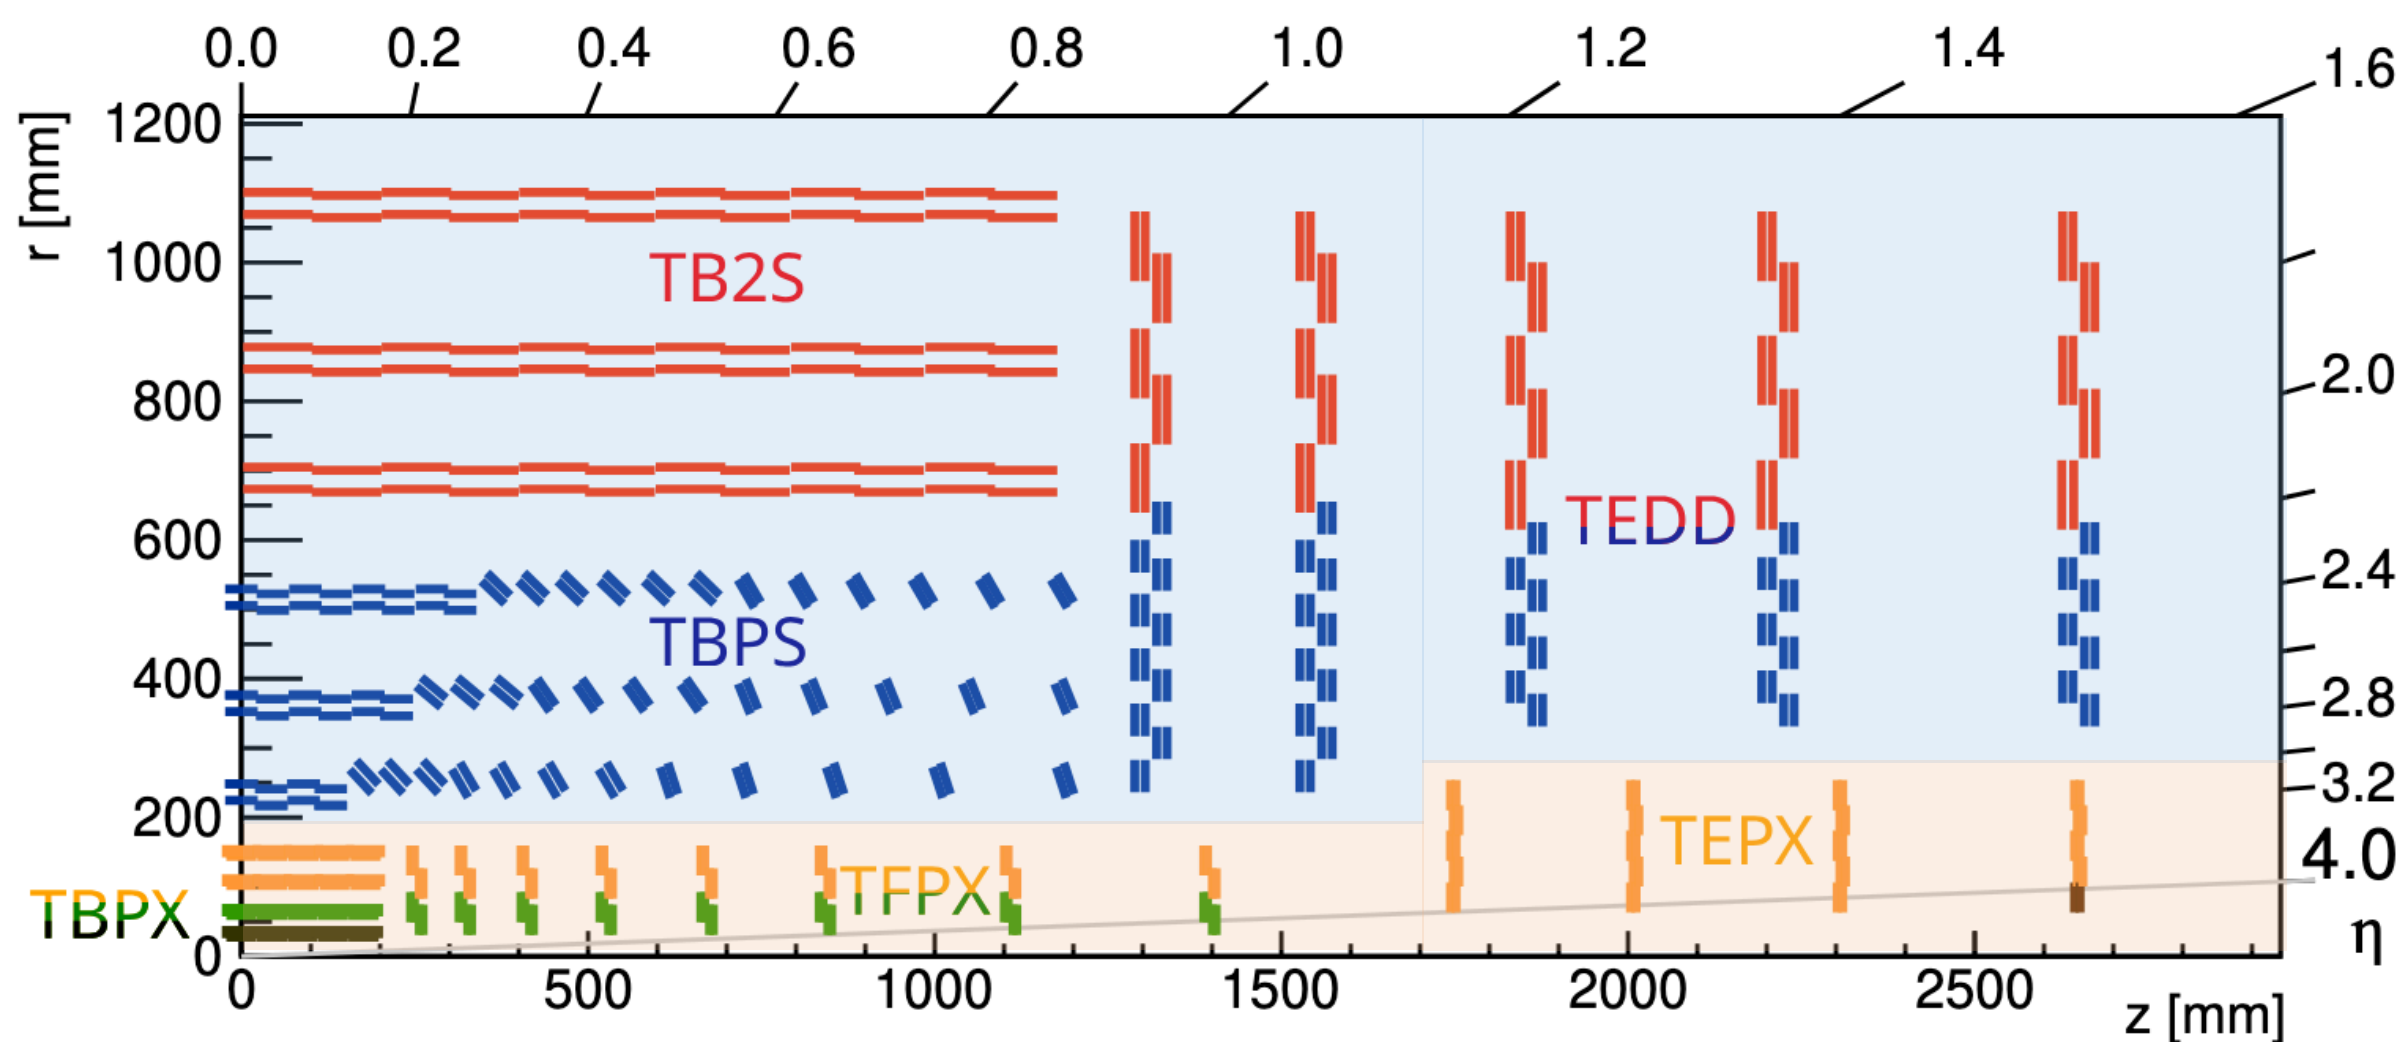 0.0 0.2 0.4 0.6 0.8 1.0 1.2 1.4 1.6
r [mm]
1200
1000
800
600
400
200
0
TB2S
TBPS
TEDD
TBPX
TFPX
TEPX
2.0
2.4
2.8
3.2
4.0
η
0 500 1000 1500 2000 2500
z [mm]